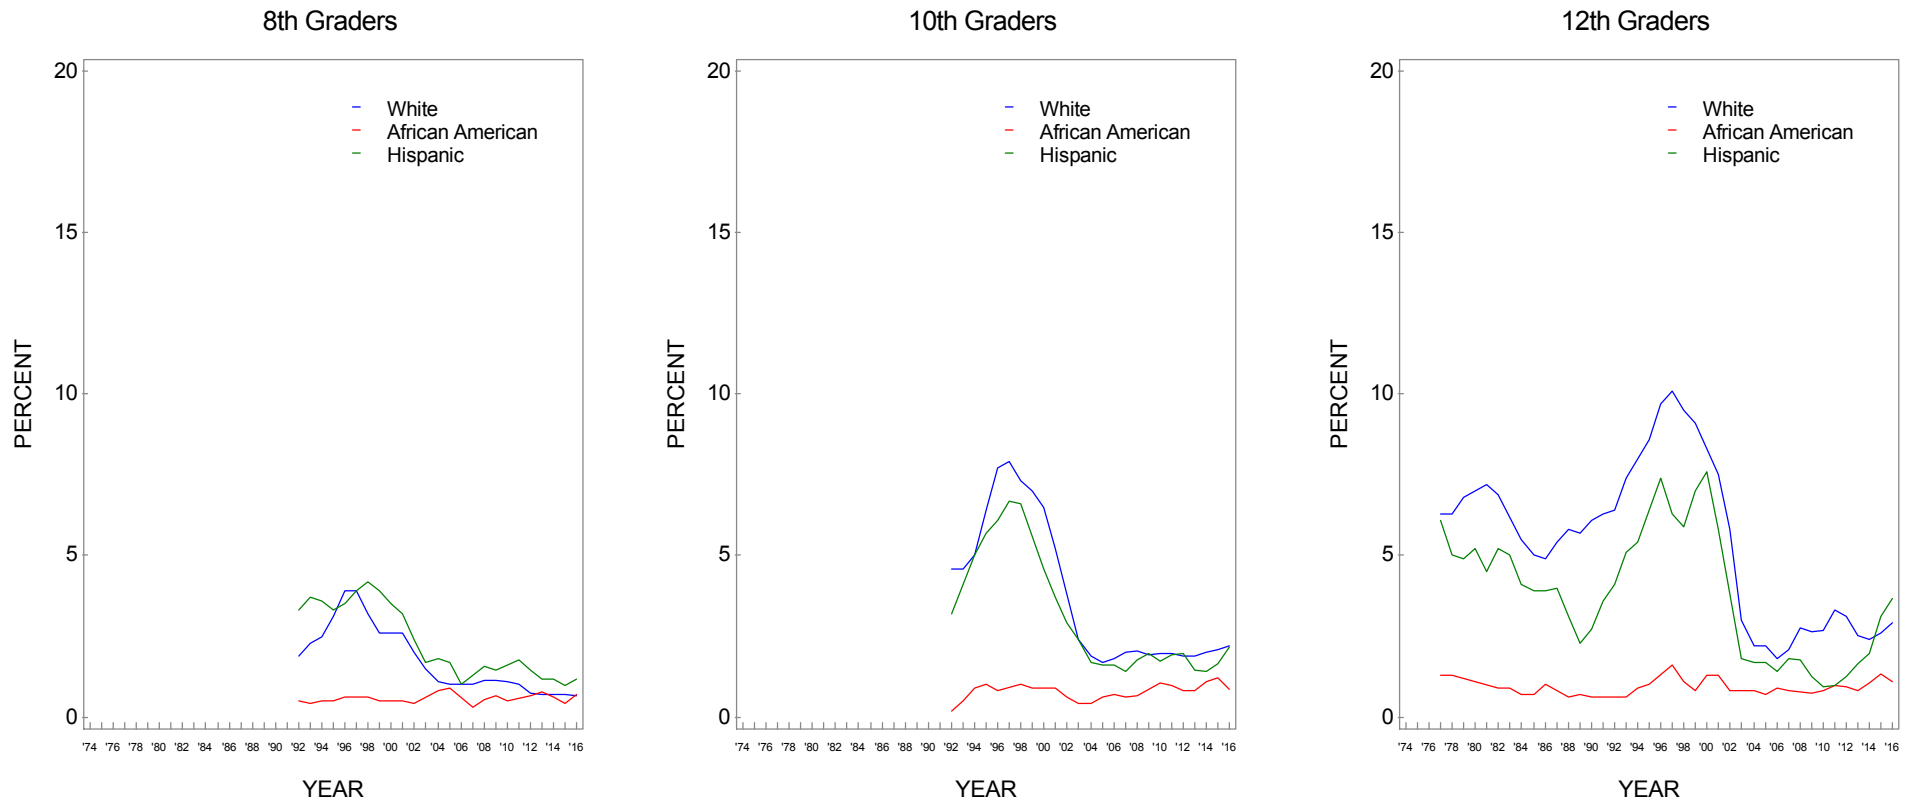 8th Graders
20
15
10
5
0
White
African American
Hispanic
PERCENT
'74 '76 '78 '80 '82 '84 '86 '88 '90 '92 '94 '96 '98 '00 '02 '04 '06 '08 '10 '12 '14 '16
YEAR
10th Graders
20
15
10
5
0
White
African American
Hispanic
PERCENT
'74 '76 '78 '80 '82 '84 '86 '88 '90 '92 '94 '96 '98 '00 '02 '04 '06 '08 '10 '12 '14 '16
YEAR
12th Graders
20
15
10
5
0
White
African American
Hispanic
PERCENT
'74 '76 '78 '80 '82 '84 '86 '88 '90 '92 '94 '96 '98 '00 '02 '04 '06 '08 '10 '12 '14 '16
YEAR